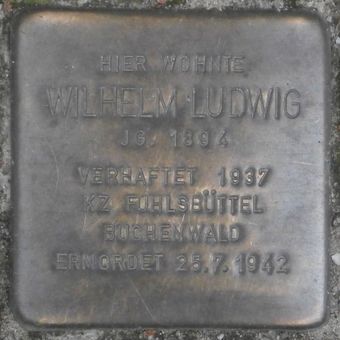 HIER WOHNTE
WILHELM LUDWIG
JG. 1894
VERHAFTET 1937
KZ FUHLSBÜTTEL
BUCHENWALD
ERMORDET 25.7.1942